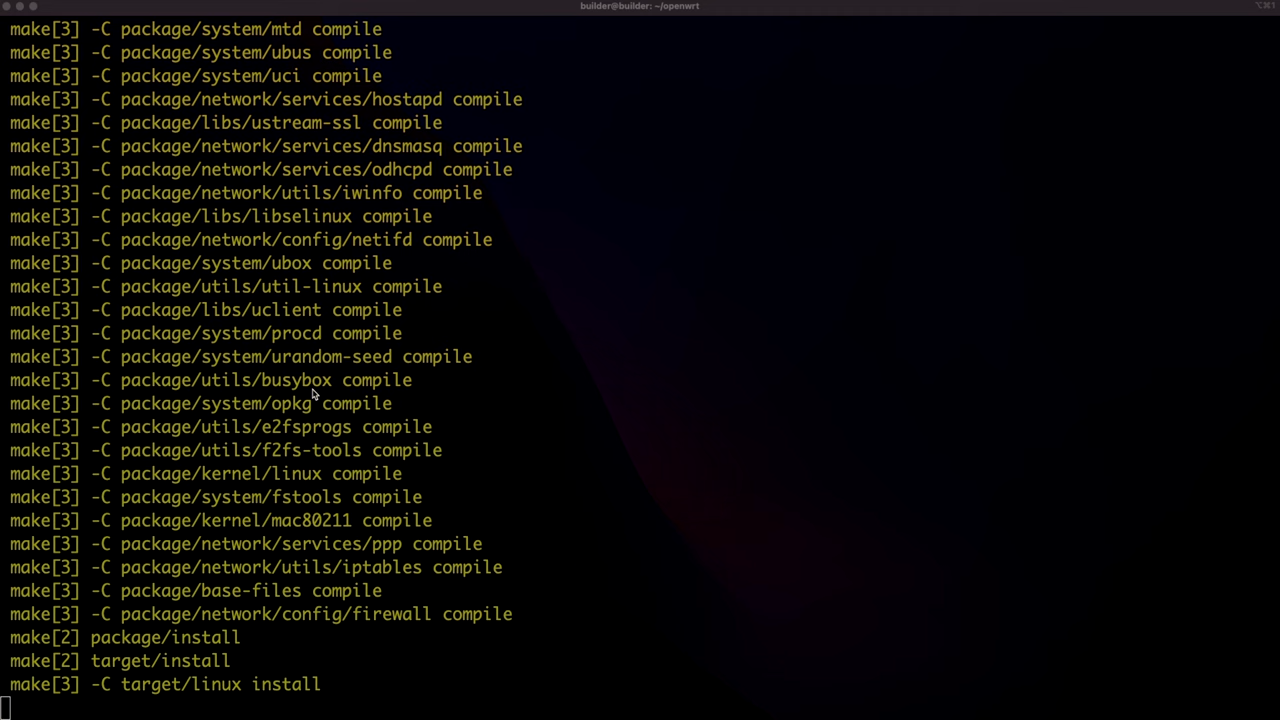 builder@builder: ~/openwrt
⌥⌘1
make[3] -C package/system/mtd compile
make[3] -C package/system/ubus compile
make[3] -C package/system/uci compile
make[3] -C package/network/services/hostapd compile
make[3] -C package/libs/ustream-ssl compile
make[3] -C package/network/services/dnsmasq compile
make[3] -C package/network/services/odhcpd compile
make[3] -C package/network/utils/iwinfo compile
make[3] -C package/libs/libselinux compile
make[3] -C package/network/config/netifd compile
make[3] -C package/system/ubox compile
make[3] -C package/utils/util-linux compile
make[3] -C package/libs/uclient compile
make[3] -C package/system/procd compile
make[3] -C package/system/urandom-seed compile
make[3] -C package/utils/busybox compile
make[3] -C package/system/opkg compile
make[3] -C package/utils/e2fsprogs compile
make[3] -C package/utils/f2fs-tools compile
make[3] -C package/kernel/linux compile
make[3] -C package/system/fstools compile
make[3] -C package/kernel/mac80211 compile
make[3] -C package/network/services/ppp compile
make[3] -C package/network/utils/iptables compile
make[3] -C package/base-files compile
make[3] -C package/network/config/firewall compile
make[2] package/install
make[2] target/install
make[3] -C target/linux install